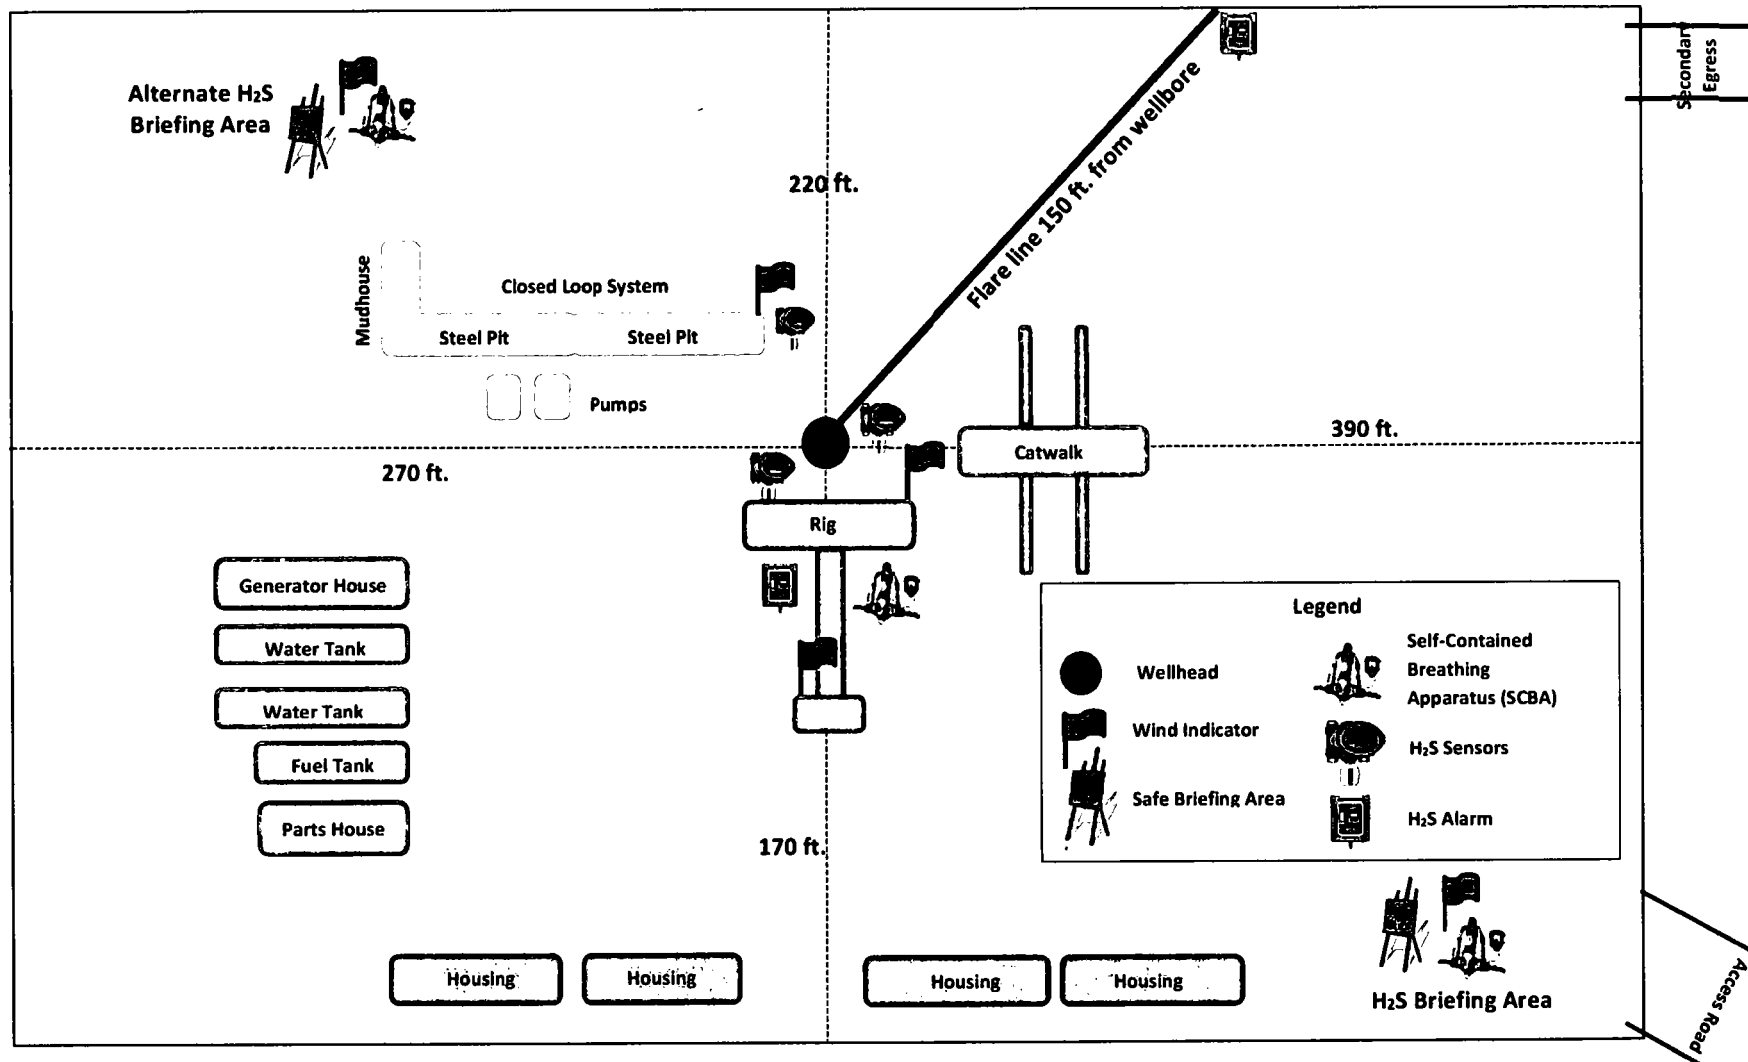 Alternate H₂S
Briefing Area
Secondary
Egress
220 ft.
Flare line 150 ft. from wellbore
Mudhouse
Closed Loop System
Steel Pit
Steel Pit
Pumps
270 ft.
390 ft.
Catwalk
Rig
Generator House
Water Tank
Water Tank
Fuel Tank
Parts House
170 ft.
Legend
Wellhead
Wind Indicator
Safe Briefing Area
Self-Contained
Breathing
Apparatus (SCBA)
H₂S Sensors
H₂S Alarm
Housing
Housing
Housing
Housing
H₂S Briefing Area
Access Road